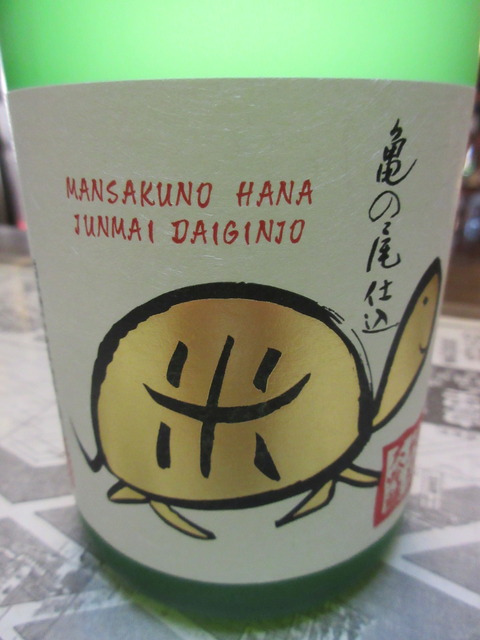 MANSAKUNO HANA
JUNMAI DAIGINJO
亀の尾仕込
米